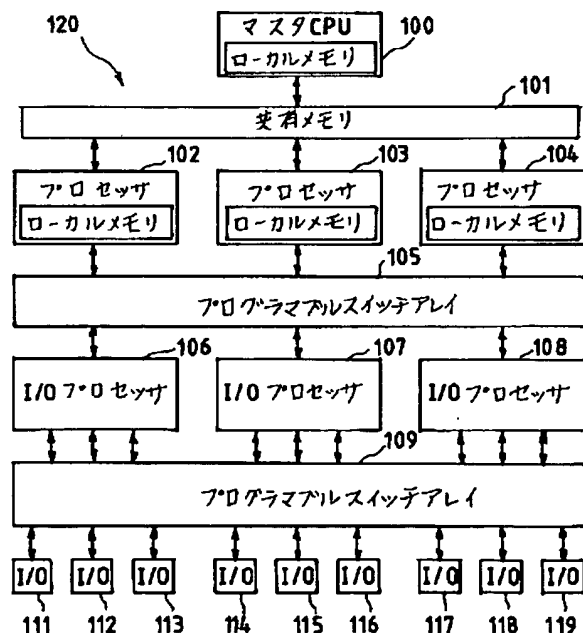 120
マスタCPU
100
ローカルメモリ
101
共有メモリ
102
103
104
プロセッサ
プロセッサ
プロセッサ
ローカルメモリ
ローカルメモリ
ローカルメモリ
105
プログラマブルスイッチアレイ
106
107
108
I/Oプロセッサ
I/Oプロセッサ
I/Oプロセッサ
109
プログラマブルスイッチアレイ
I/O I/O I/O I/O I/O I/O I/O I/O I/O
111 112 113 114 115 116 117 118 119